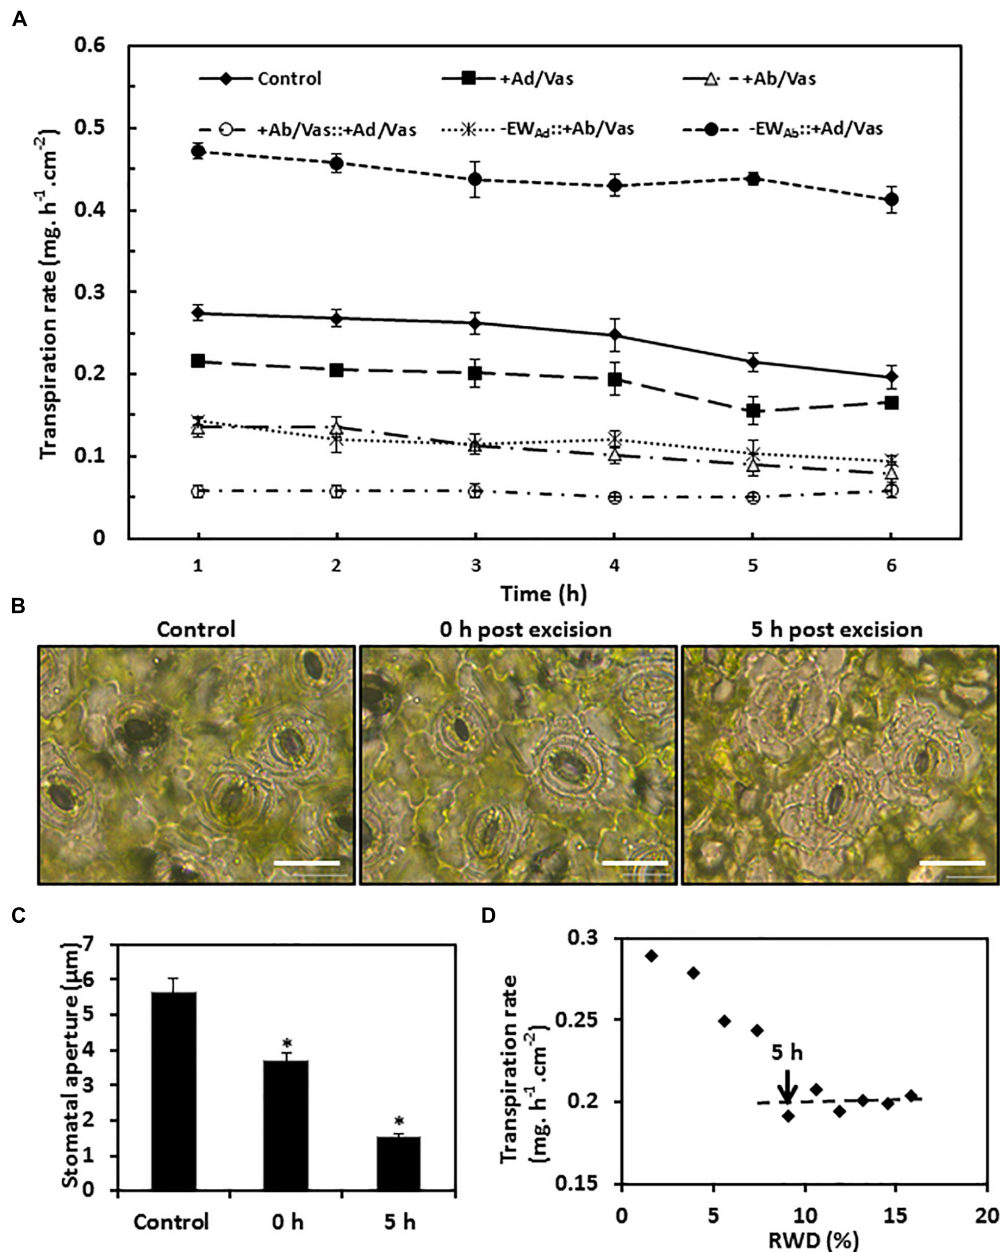 A
0.6
0.5
0.4
0.3
0.2
0.1
0
Transpiration rate (mg. h⁻¹ .cm⁻²)
Control
+Ad/Vas
+Ab/Vas
+Ab/Vas::+Ad/Vas
-EW_Ad::+Ab/Vas
-EW_Ab::+Ad/Vas
1 2 3 4 5 6
Time (h)
B
Control
0 h post excision
5 h post excision
C
7
6
5
4
3
2
1
0
Stomatal aperture (µm)
*
*
Control 0 h 5 h
D
0.3
0.25
0.2
0.15
Transpiration rate
(mg. h⁻¹ .cm⁻²)
5 h
0 5 10 15 20
RWD (%)